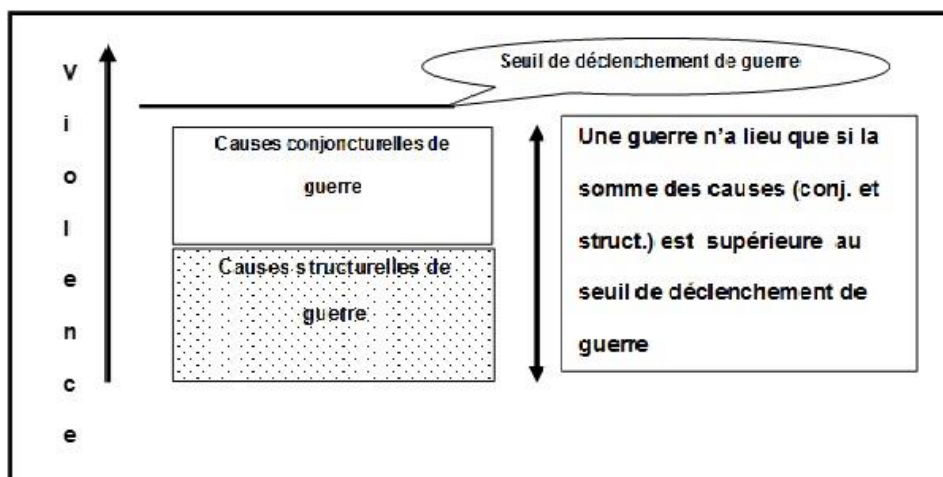 Violence
Seuil de déclenchement de guerre
Causes conjoncturelles de
guerre
Causes structurelles de
guerre
Une guerre n'a lieu que si la
somme des causes (conj. et
struct.) est supérieure au
seuil de déclenchement de
guerre